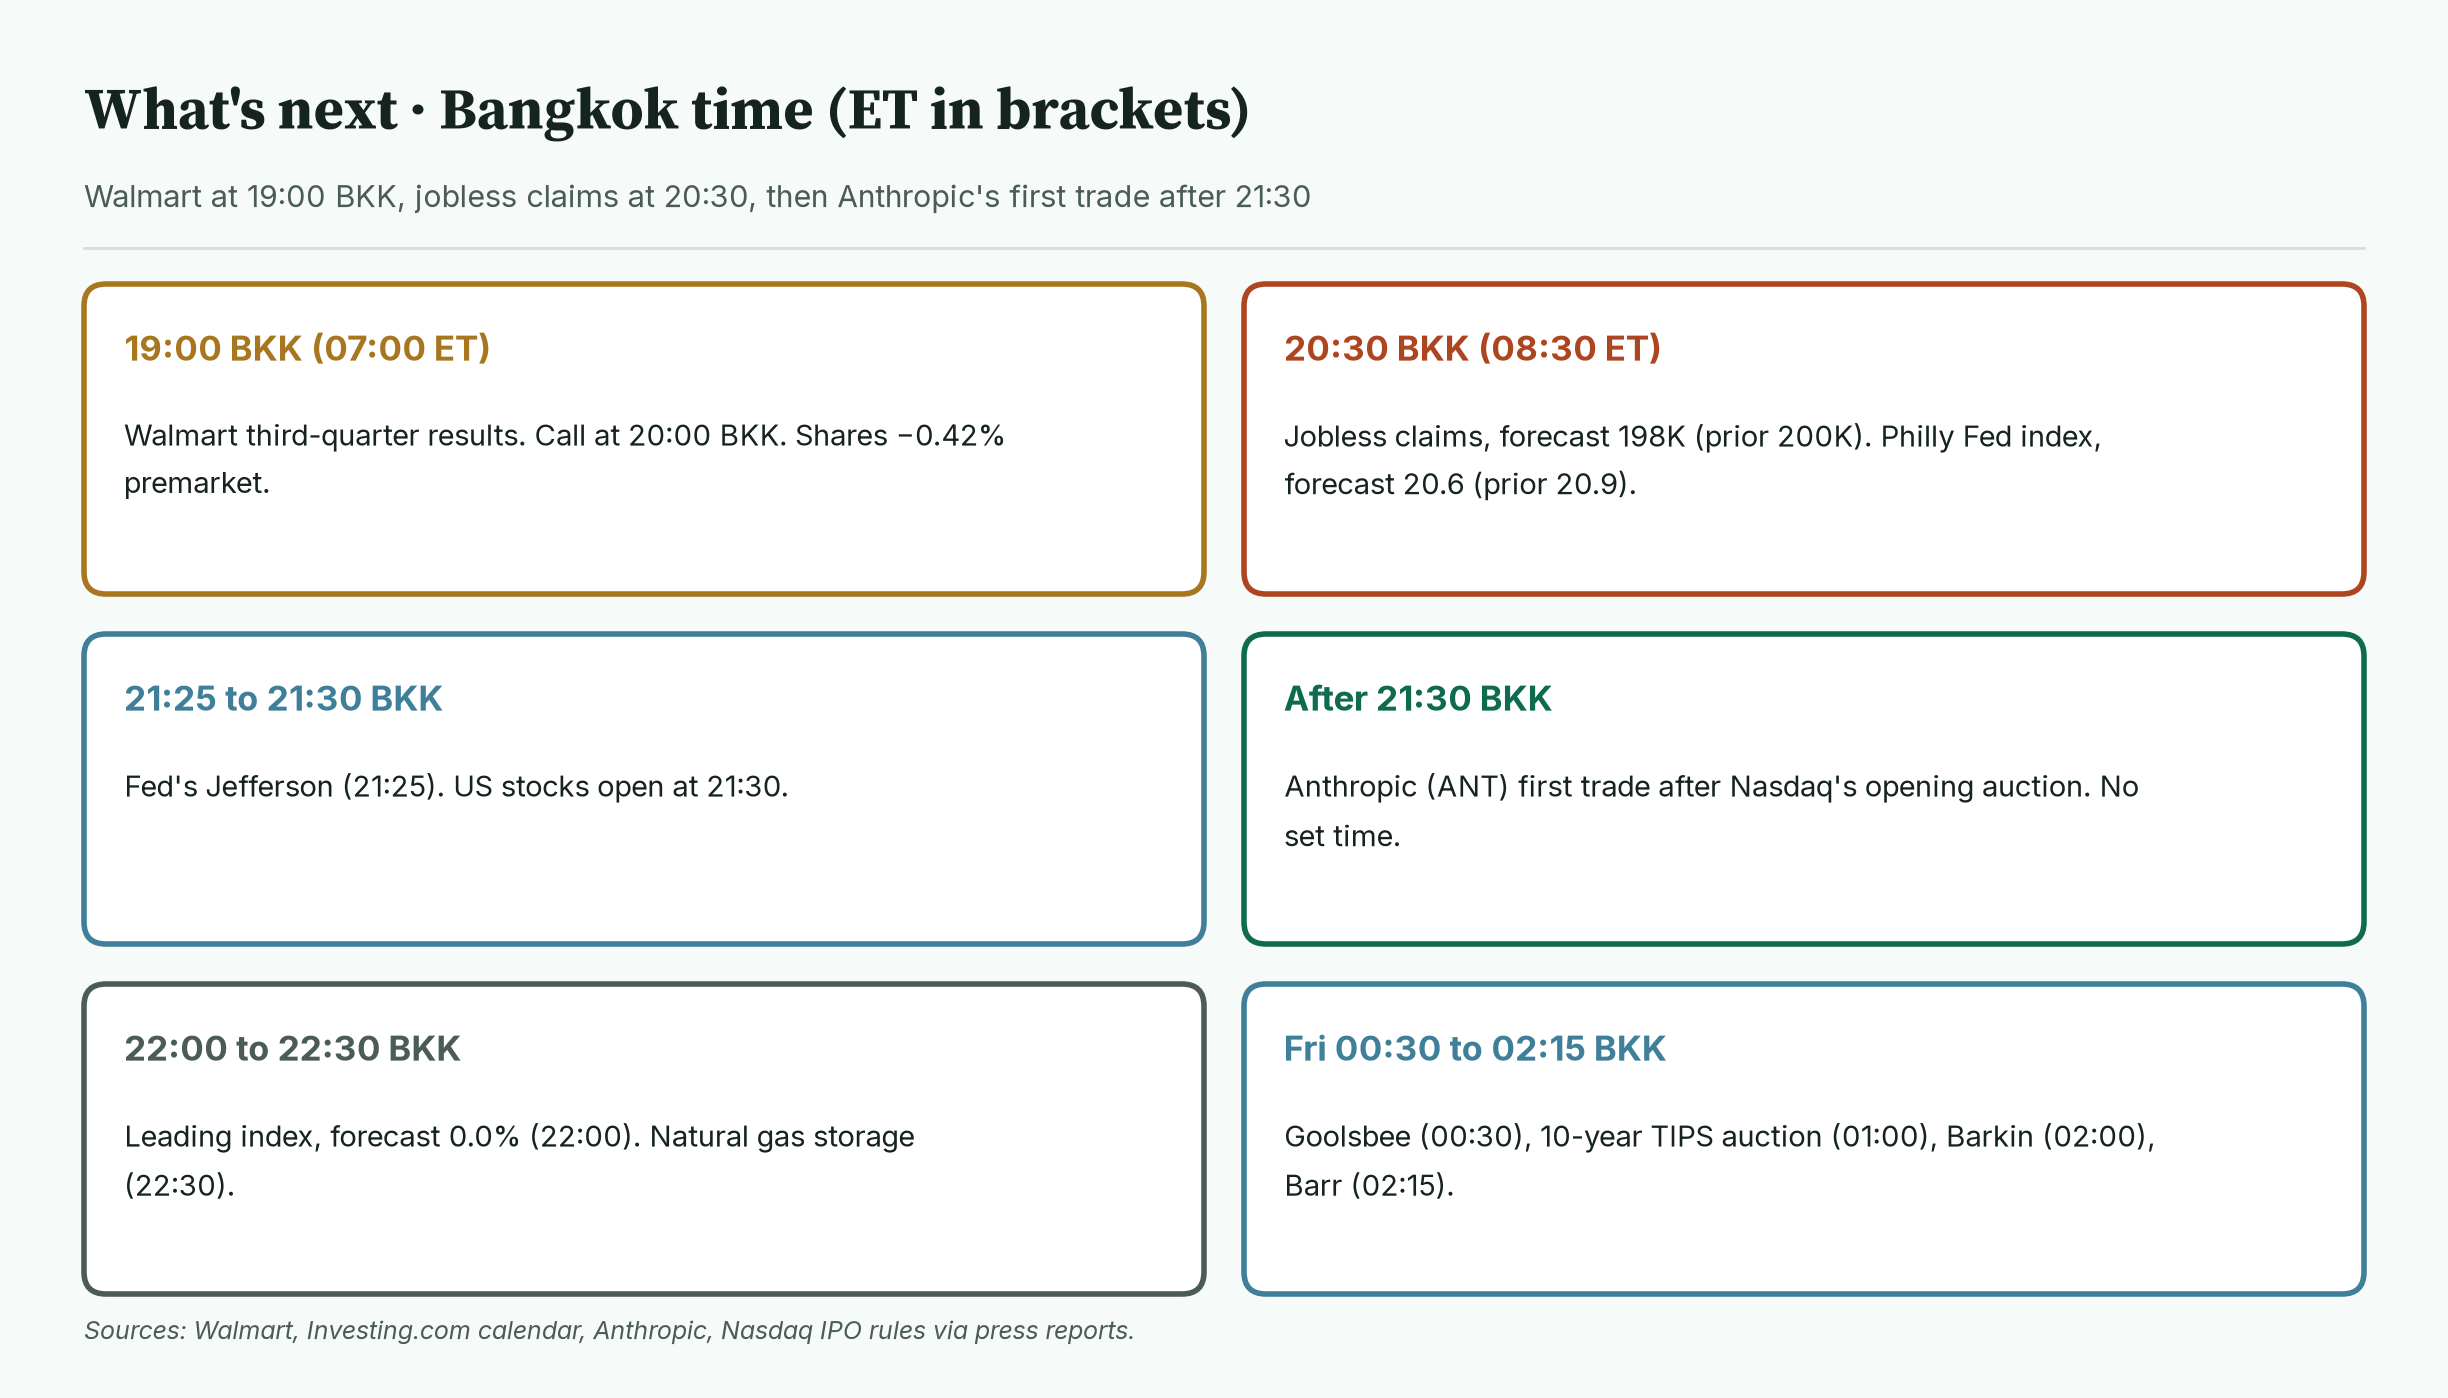 What's next · Bangkok time (ET in brackets)
Walmart at 19:00 BKK, jobless claims at 20:30, then Anthropic's first trade after 21:30
19:00 BKK (07:00 ET)
Walmart third-quarter results. Call at 20:00 BKK. Shares −0.42%
premarket.
20:30 BKK (08:30 ET)
Jobless claims, forecast 198K (prior 200K). Philly Fed index,
forecast 20.6 (prior 20.9).
21:25 to 21:30 BKK
Fed's Jefferson (21:25). US stocks open at 21:30.
After 21:30 BKK
Anthropic (ANT) first trade after Nasdaq's opening auction. No
set time.
22:00 to 22:30 BKK
Leading index, forecast 0.0% (22:00). Natural gas storage
(22:30).
Fri 00:30 to 02:15 BKK
Goolsbee (00:30), 10-year TIPS auction (01:00), Barkin (02:00),
Barr (02:15).
Sources: Walmart, Investing.com calendar, Anthropic, Nasdaq IPO rules via press reports.